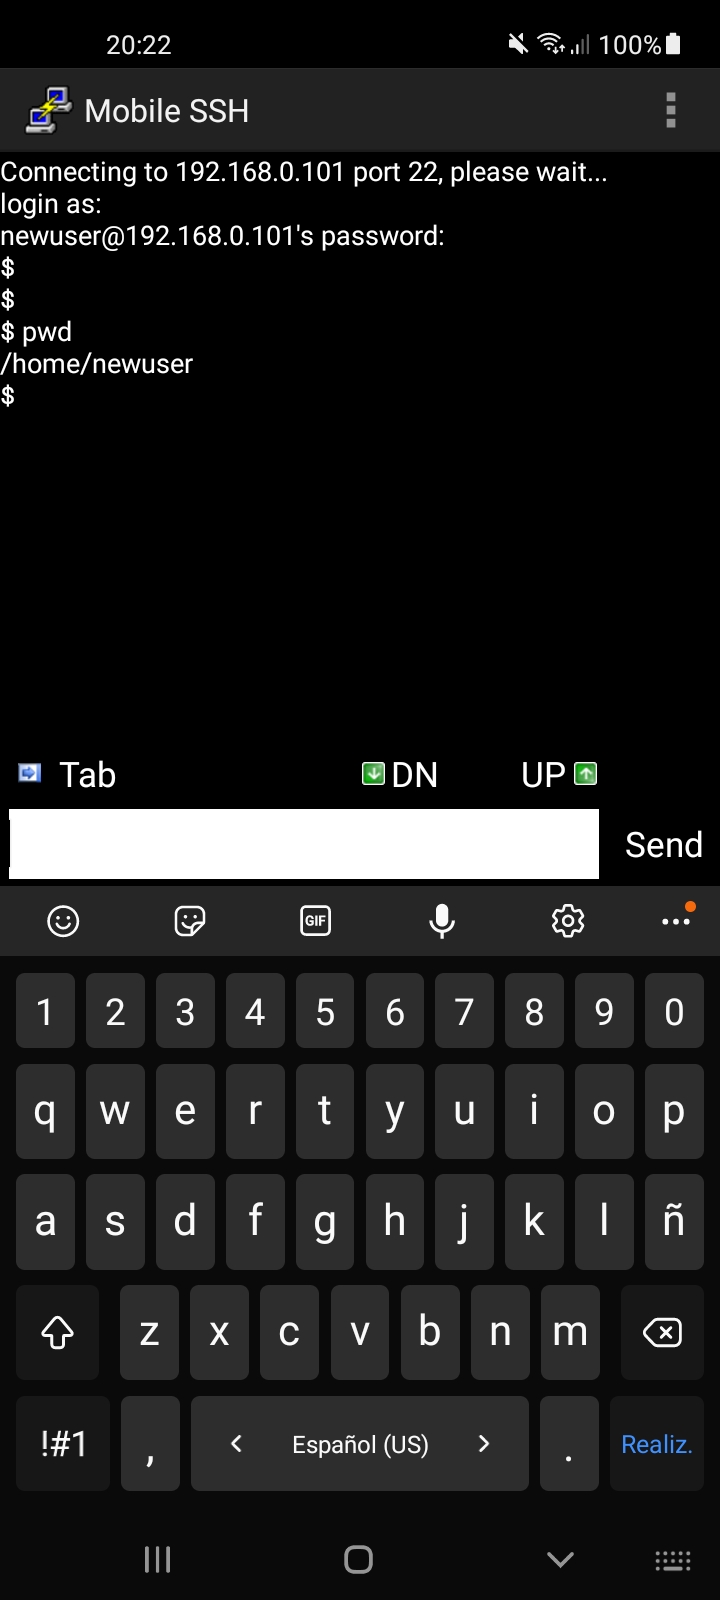 20:22
100%
Mobile SSH
Connecting to 192.168.0.101 port 22, please wait...
login as:
newuser@192.168.0.101's password:
$
$
$ pwd
/home/newuser
$
Tab DN UP
Send
GIF
1 2 3 4 5 6 7 8 9 0
q w e r t y u i o p
a s d f g h j k l ñ
z x c v b n m
!#1 , < Español (US) > . Realiz.